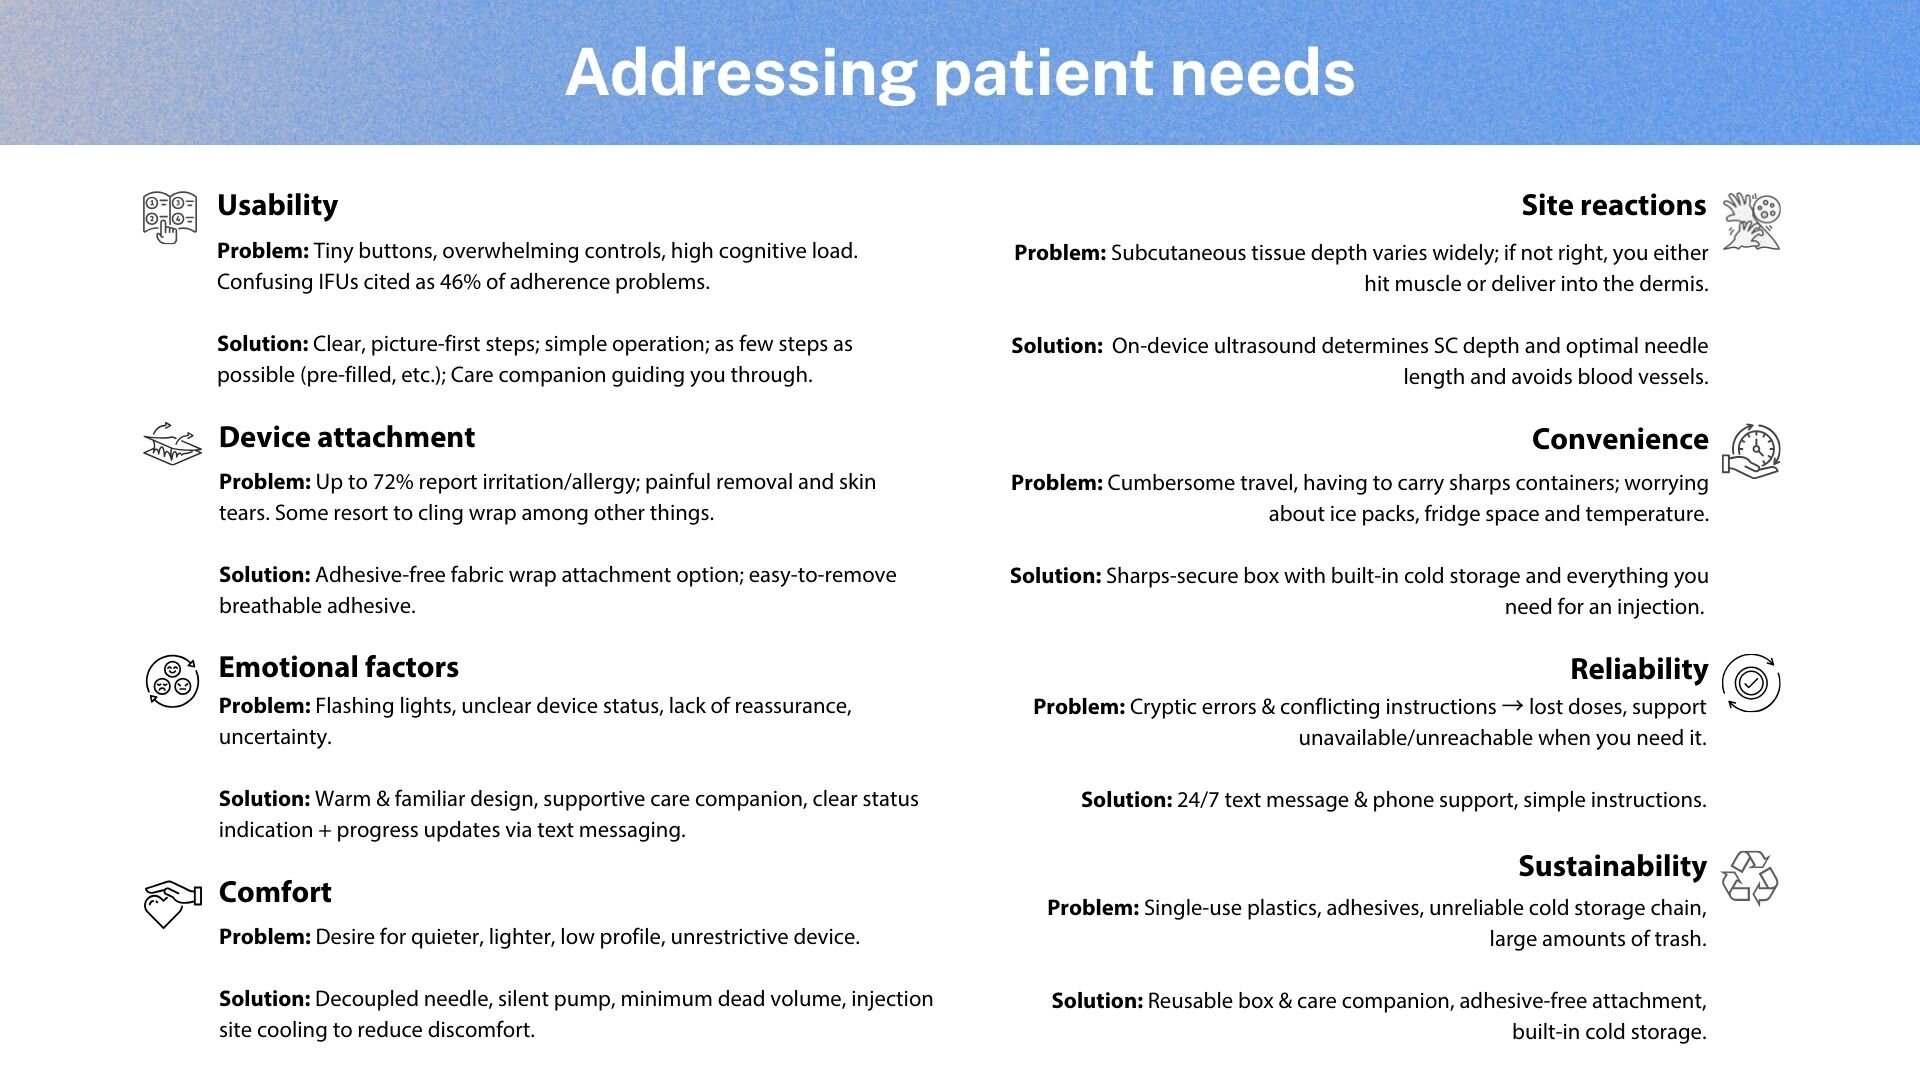 Addressing patient needs
Usability
Problem: Tiny buttons, overwhelming controls, high cognitive load.
Confusing IFUs cited as 46% of adherence problems.
Solution: Clear, picture-first steps; simple operation; as few steps as
possible (pre-filled, etc.); Care companion guiding you through.
Device attachment
Problem: Up to 72% report irritation/allergy; painful removal and skin
tears. Some resort to cling wrap among other things.
Solution: Adhesive-free fabric wrap attachment option; easy-to-remove
breathable adhesive.
Emotional factors
Problem: Flashing lights, unclear device status, lack of reassurance,
uncertainty.
Solution: Warm & familiar design, supportive care companion, clear status
indication + progress updates via text messaging.
Comfort
Problem: Desire for quieter, lighter, low profile, unrestrictive device.
Solution: Decoupled needle, silent pump, minimum dead volume, injection
site cooling to reduce discomfort.
Site reactions
Problem: Subcutaneous tissue depth varies widely; if not right, you either
hit muscle or deliver into the dermis.
Solution: On-device ultrasound determines SC depth and optimal needle
length and avoids blood vessels.
Convenience
Problem: Cumbersome travel, having to carry sharps containers; worrying
about ice packs, fridge space and temperature.
Solution: Sharps-secure box with built-in cold storage and everything you
need for an injection.
Reliability
Problem: Cryptic errors & conflicting instructions → lost doses, support
unavailable/unreachable when you need it.
Solution: 24/7 text message & phone support, simple instructions.
Sustainability
Problem: Single-use plastics, adhesives, unreliable cold storage chain,
large amounts of trash.
Solution: Reusable box & care companion, adhesive-free attachment,
built-in cold storage.